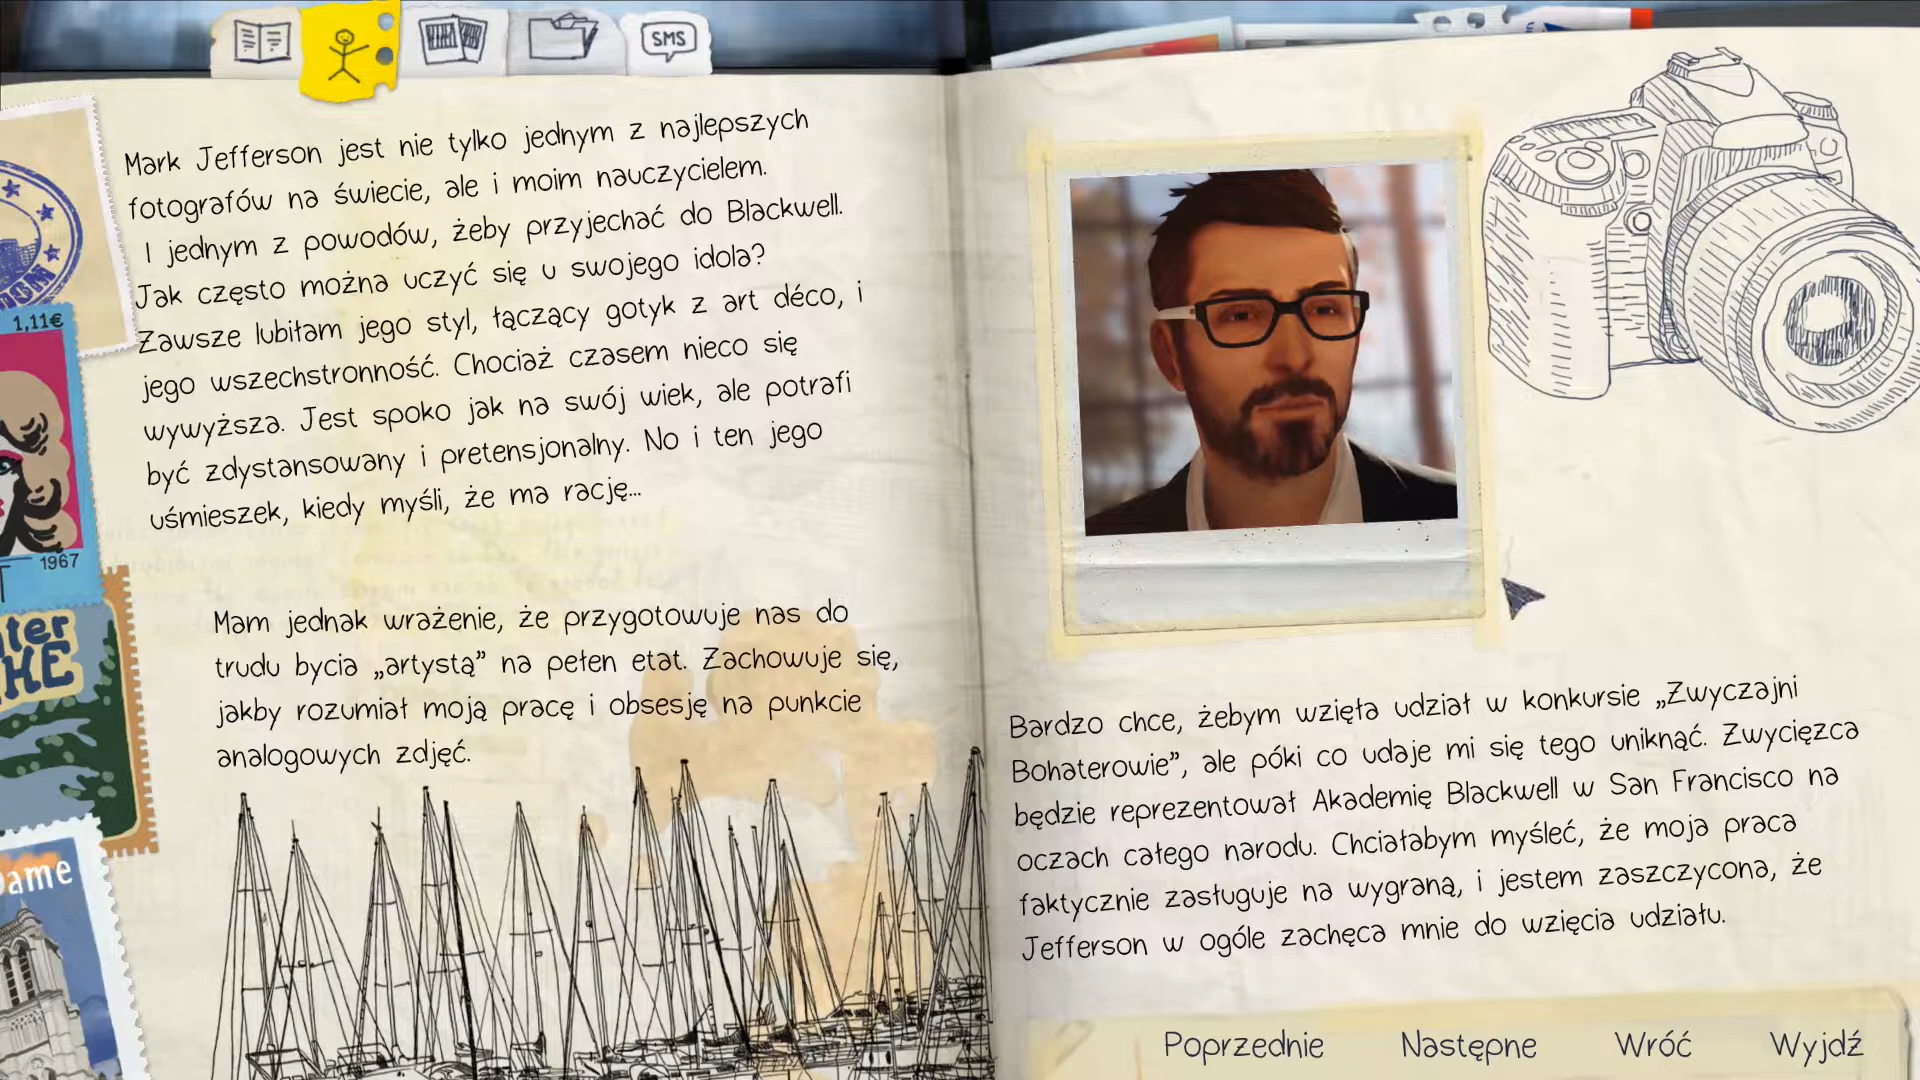 SMS
Mark Jefferson jest nie tylko jednym z najlepszych
fotografów na świecie, ale i moim nauczycielem.
I jednym z powodów, żeby przyjechać do Blackwell.
Jak często można uczyć się u swojego idola?
Zawsze lubiłam jego styl, łączący gotyk z art déco, i
jego wszechstronność. Chociaż czasem nieco się
wywyższa. Jest spoko jak na swój wiek, ale potrafi
być zdystansowany i pretensjonalny. No i ten jego
uśmieszek, kiedy myśli, że ma rację...
Mam jednak wrażenie, że przygotowuje nas do
trudu bycia „artystą” na pełen etat. Zachowuje się,
jakby rozumiał moją pracę i obsesję na punkcie
analogowych zdjęć.
1,11€
1967
Bardzo chce, żebym wzięła udział w konkursie „Zwyczajni
Bohaterowie”, ale póki co udaje mi się tego uniknąć. Zwycięzca
będzie reprezentował Akademię Blackwell w San Francisco na
oczach całego narodu. Chciałabym myśleć, że moja praca
faktycznie zasługuje na wygraną, i jestem zaszczycona, że
Jefferson w ogóle zachęca mnie do wzięcia udziału.
Poprzednie Następne Wróć Wyjdź